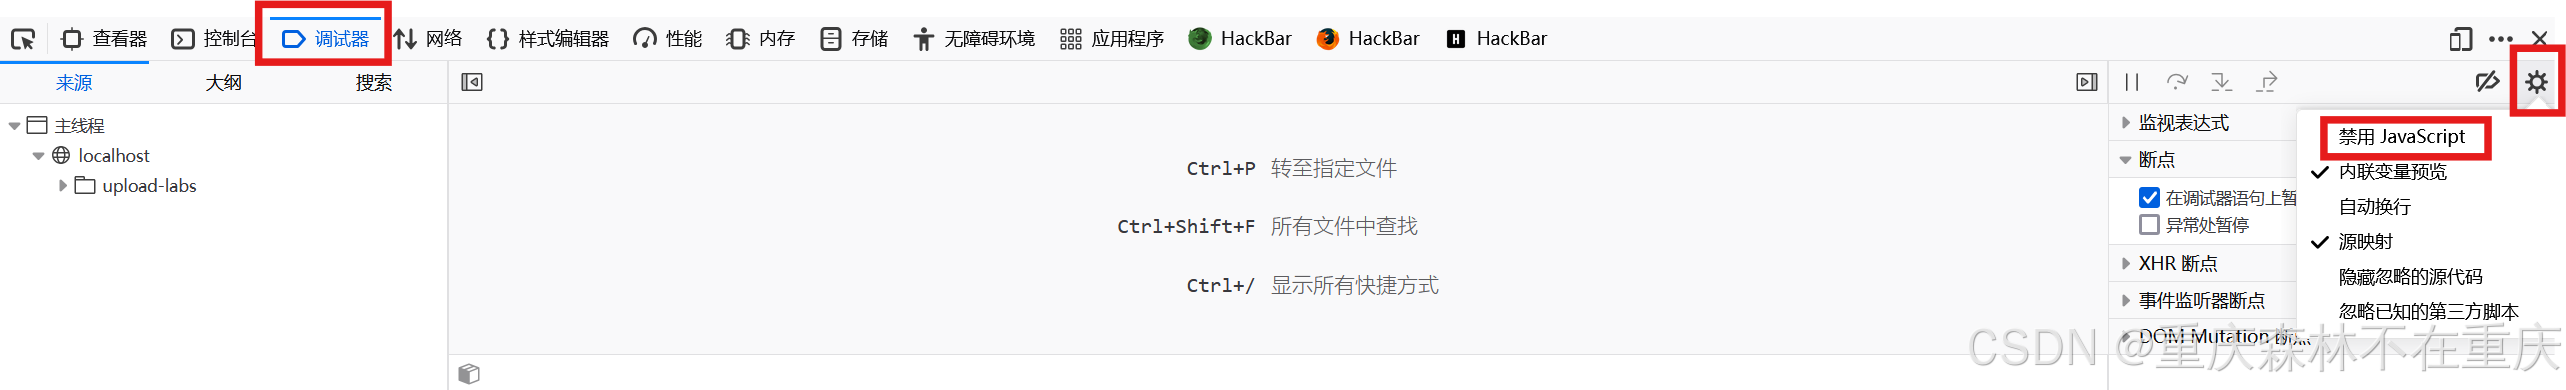 查看器 控制台 调试器 网络 样式编辑器 性能 内存 存储 无障碍环境 应用程序 HackBar HackBar HackBar
来源 大纲 搜索
主线程
localhost
upload-labs
Ctrl+P 转至指定文件
Ctrl+Shift+F 所有文件中查找
Ctrl+/ 显示所有快捷方式
监视表达式
断点
在调试器语句上暂
异常处暂停
XHR 断点
事件监听器断点
DOM Mutation 断点
禁用 JavaScript
内联变量预览
自动换行
源映射
隐藏忽略的源代码
忽略已知的第三方脚本
CSDN @重庆森林不在重庆